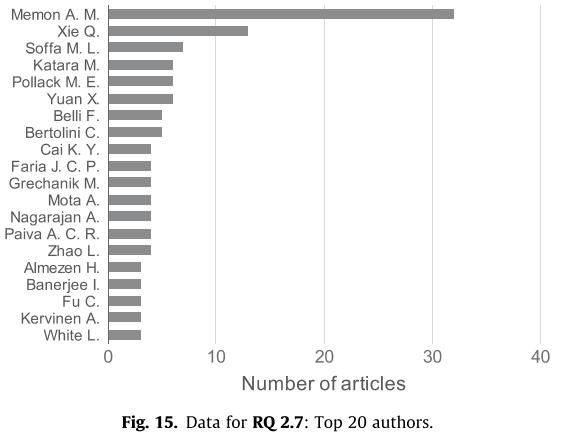 Memon A. M.
Xie Q.
Soffa M. L.
Katara M.
Pollack M. E.
Yuan X.
Belli F.
Bertolini C.
Cai K. Y.
Faria J. C. P.
Grechanik M.
Mota A.
Nagarajan A.
Paiva A. C. R.
Zhao L.
Almezen H.
Banerjee I.
Fu C.
Kervinen A.
White L.
0 10 20 30 40
Number of articles
Fig. 15. Data for RQ 2.7: Top 20 authors.